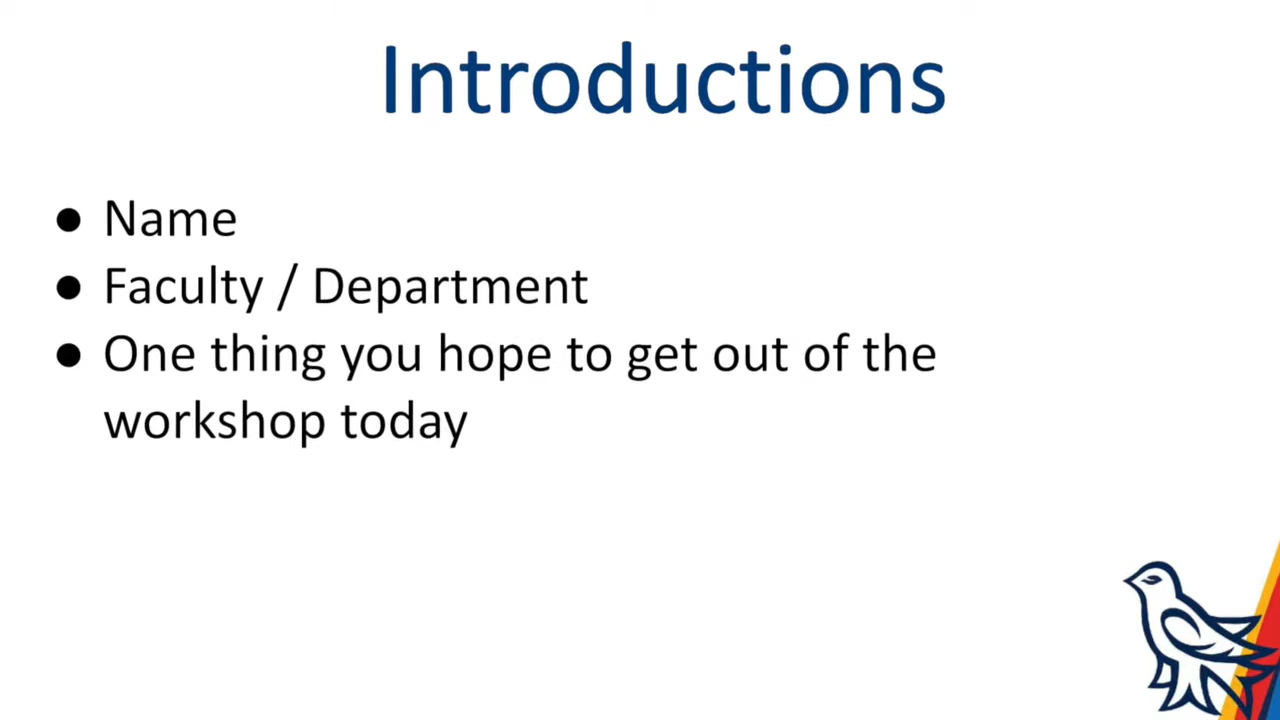 Introductions
● Name
● Faculty / Department
● One thing you hope to get out of the
workshop today